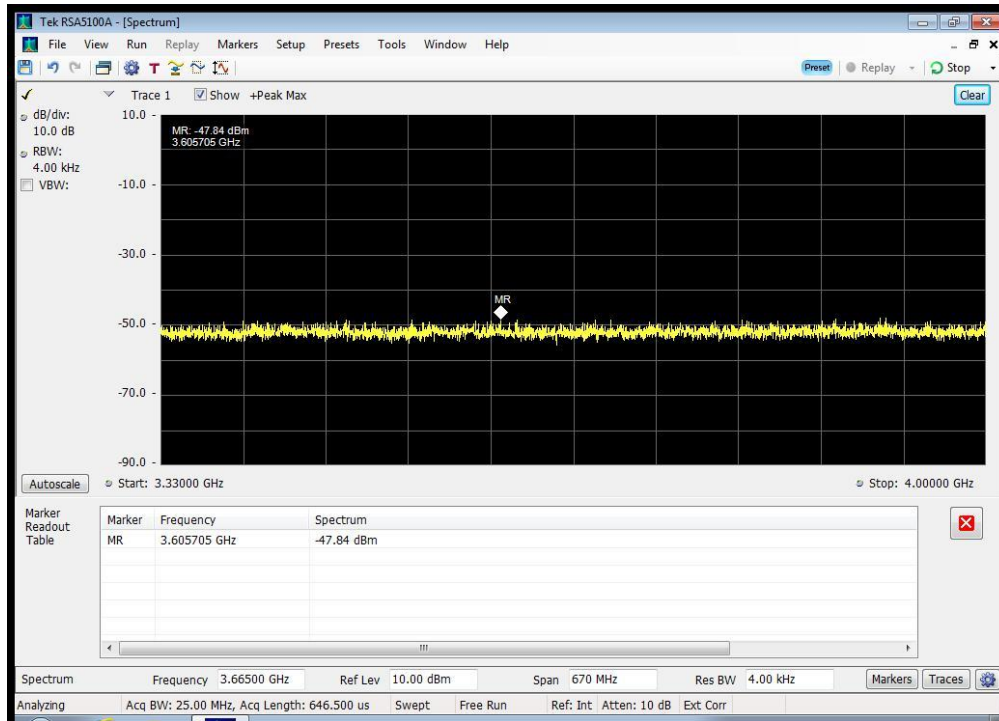 Tek RSA5100A - [Spectrum]
File View Run Replay Markers Setup Presets Tools Window Help
T Preset Replay Stop
Trace 1 Show +Peak Max Clear
dB/div:
10.0 dB
RBW:
4.00 kHz
VBW:
10.0
MR: -47.84 dBm
3.605705 GHz
-10.0
-30.0
MR
-50.0
-70.0
-90.0
Autoscale Start: 3.33000 GHz Stop: 4.00000 GHz
Marker
Readout
Table
Marker Frequency Spectrum
MR 3.605705 GHz -47.84 dBm
Spectrum Frequency 3.66500 GHz Ref Lev 10.00 dBm Span 670 MHz Res BW 4.00 kHz Markers Traces
Analyzing Acq BW: 25.00 MHz, Acq Length: 646.500 us Swept Free Run Ref: Int Atten: 10 dB Ext Corr